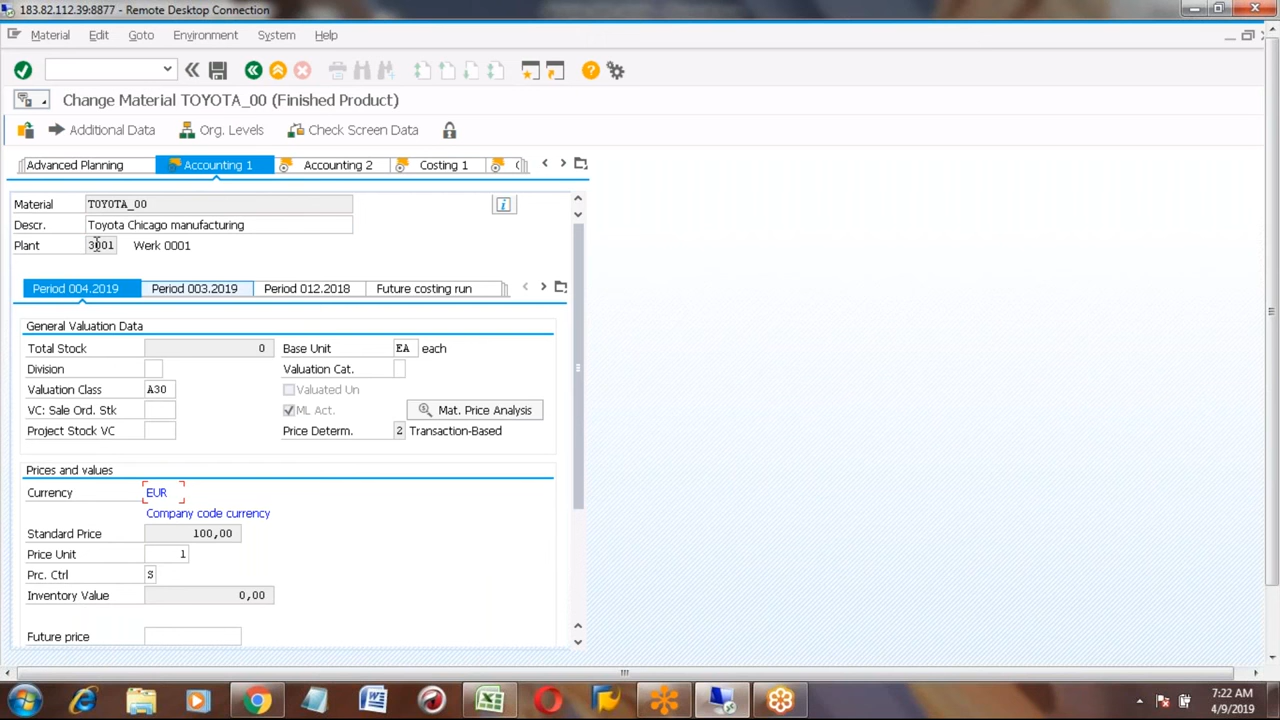 183.82.112.39:8877 - Remote Desktop Connection
Material Edit Goto Environment System Help
Change Material TOYOTA_00 (Finished Product)
Additional Data Org. Levels Check Screen Data
Advanced Planning Accounting 1 Accounting 2 Costing 1
Material TOYOTA_00
Descr. Toyota Chicago manufacturing
Plant 3001 Werk 0001
Period 004.2019 Period 003.2019 Period 012.2018 Future costing run
General Valuation Data
Total Stock 0 Base Unit EA each
Division Valuation Cat.
Valuation Class A30 Valuated Un
VC: Sale Ord. Stk ML Act. Mat. Price Analysis
Project Stock VC Price Determ. 2 Transaction-Based
Prices and values
Currency EUR
Company code currency
Standard Price 100,00
Price Unit 1
Prc. Ctrl S
Inventory Value 0,00
Future price
7:22 AM
4/9/2019